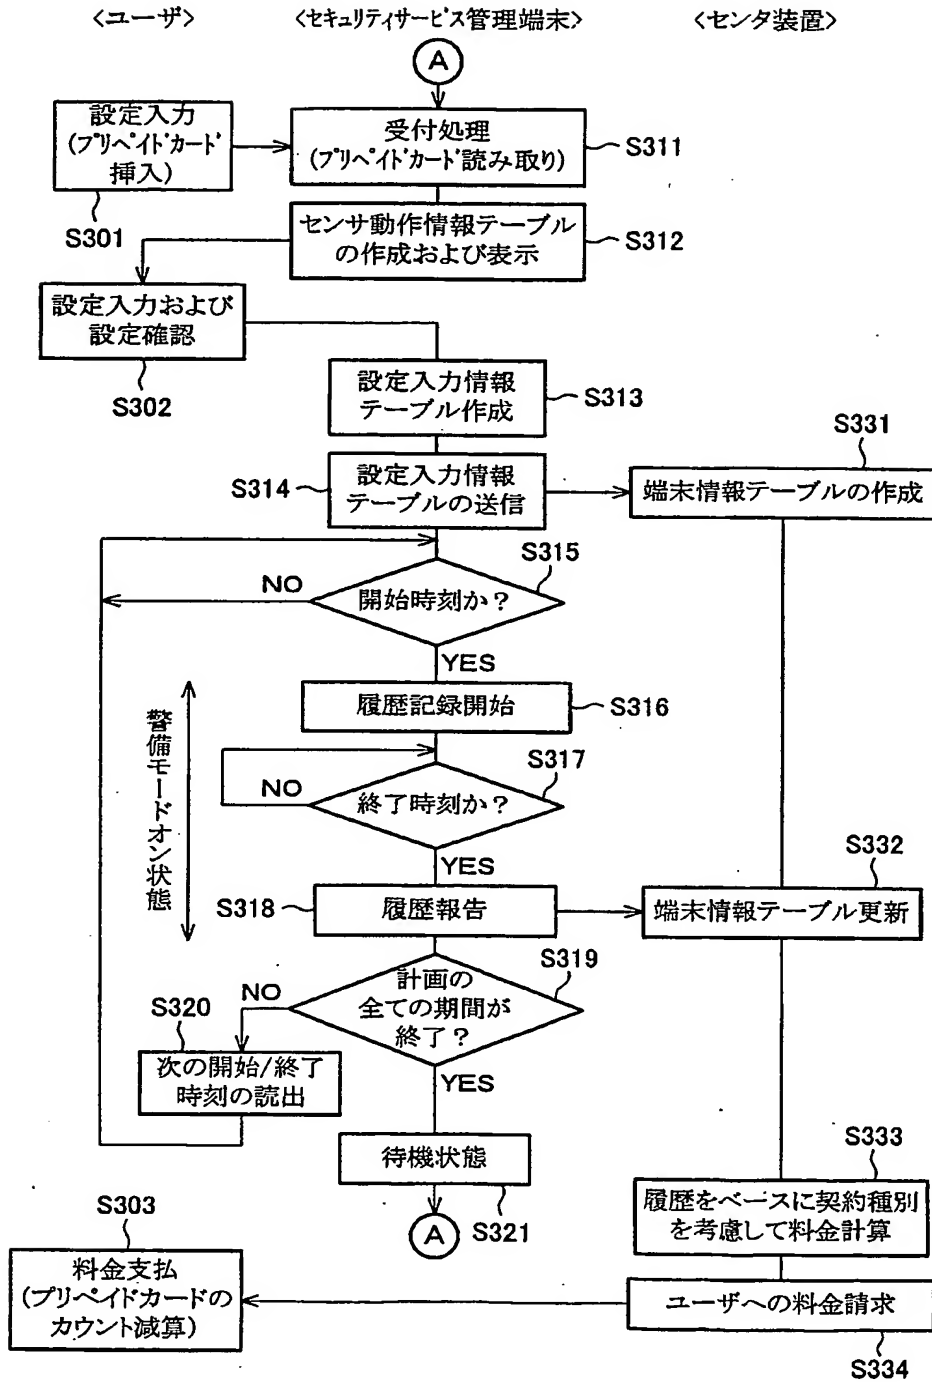 <ユーザ>
<セキュリティサービス管理端末>
<センタ装置>
A
設定入力
(プリペイドカード
挿入)
S301
受付処理
(プリペイドカード読み取り)
S311
センサ動作情報テーブル
の作成および表示
S312
設定入力および
設定確認
S302
設定入力情報
テーブル作成
S313
S314
設定入力情報
テーブルの送信
S331
端末情報テーブルの作成
S315
開始時刻か?
NO
YES
履歴記録開始
S316
警備モードオン状態
S317
終了時刻か?
NO
YES
S318
履歴報告
S332
端末情報テーブル更新
S319
計画の
全ての期間が
終了?
NO
YES
S320
次の開始/終了
時刻の読出
待機状態
S321
A
S333
履歴をベースに契約種別
を考慮して料金計算
S303
料金支払
(プリペイドカードの
カウント減算)
ユーザへの料金請求
S334